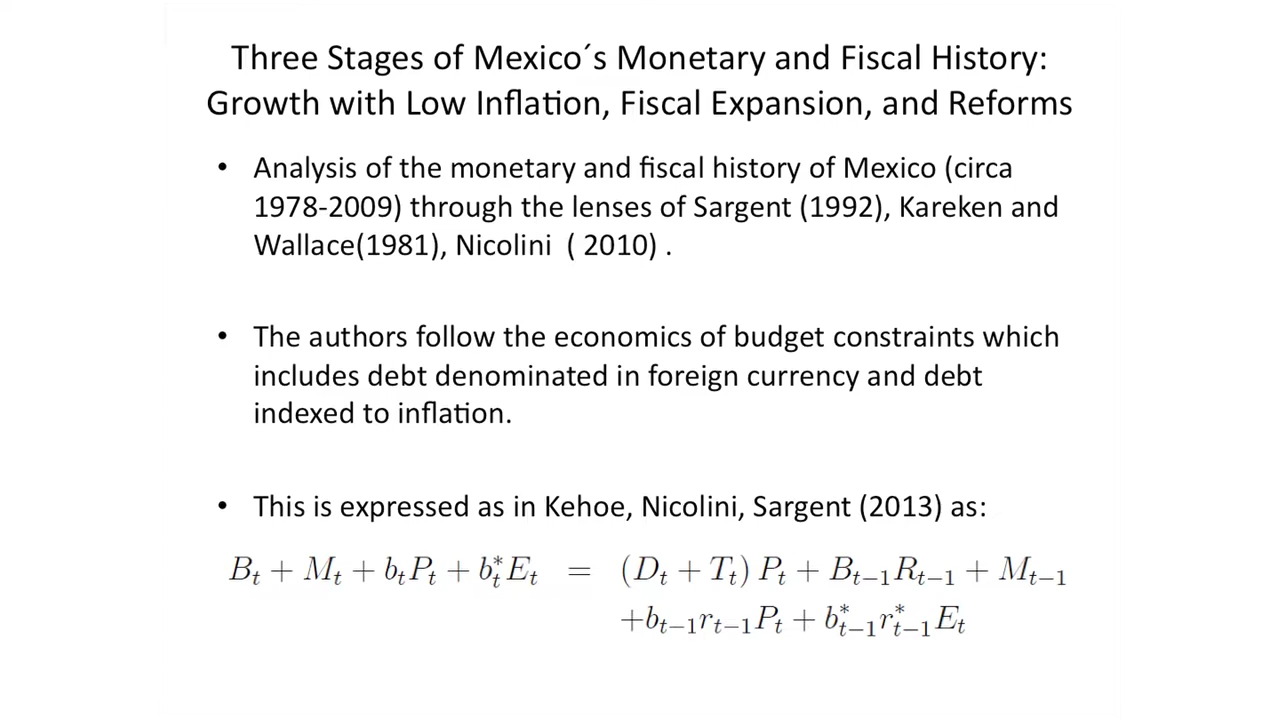 Three Stages of Mexico´s Monetary and Fiscal History:
Growth with Low Inflation, Fiscal Expansion, and Reforms
• Analysis of the monetary and fiscal history of Mexico (circa
1978-2009) through the lenses of Sargent (1992), Kareken and
Wallace(1981), Nicolini ( 2010) .
• The authors follow the economics of budget constraints which
includes debt denominated in foreign currency and debt
indexed to inflation.
• This is expressed as in Kehoe, Nicolini, Sargent (2013) as:
$B_t + M_t + b_t P_t + b_t^* E_t = (D_t + T_t) P_t + B_{t-1} R_{t-1} + M_{t-1}$
$+ b_{t-1} r_{t-1} P_t + b_{t-1}^* r_{t-1}^* E_t$